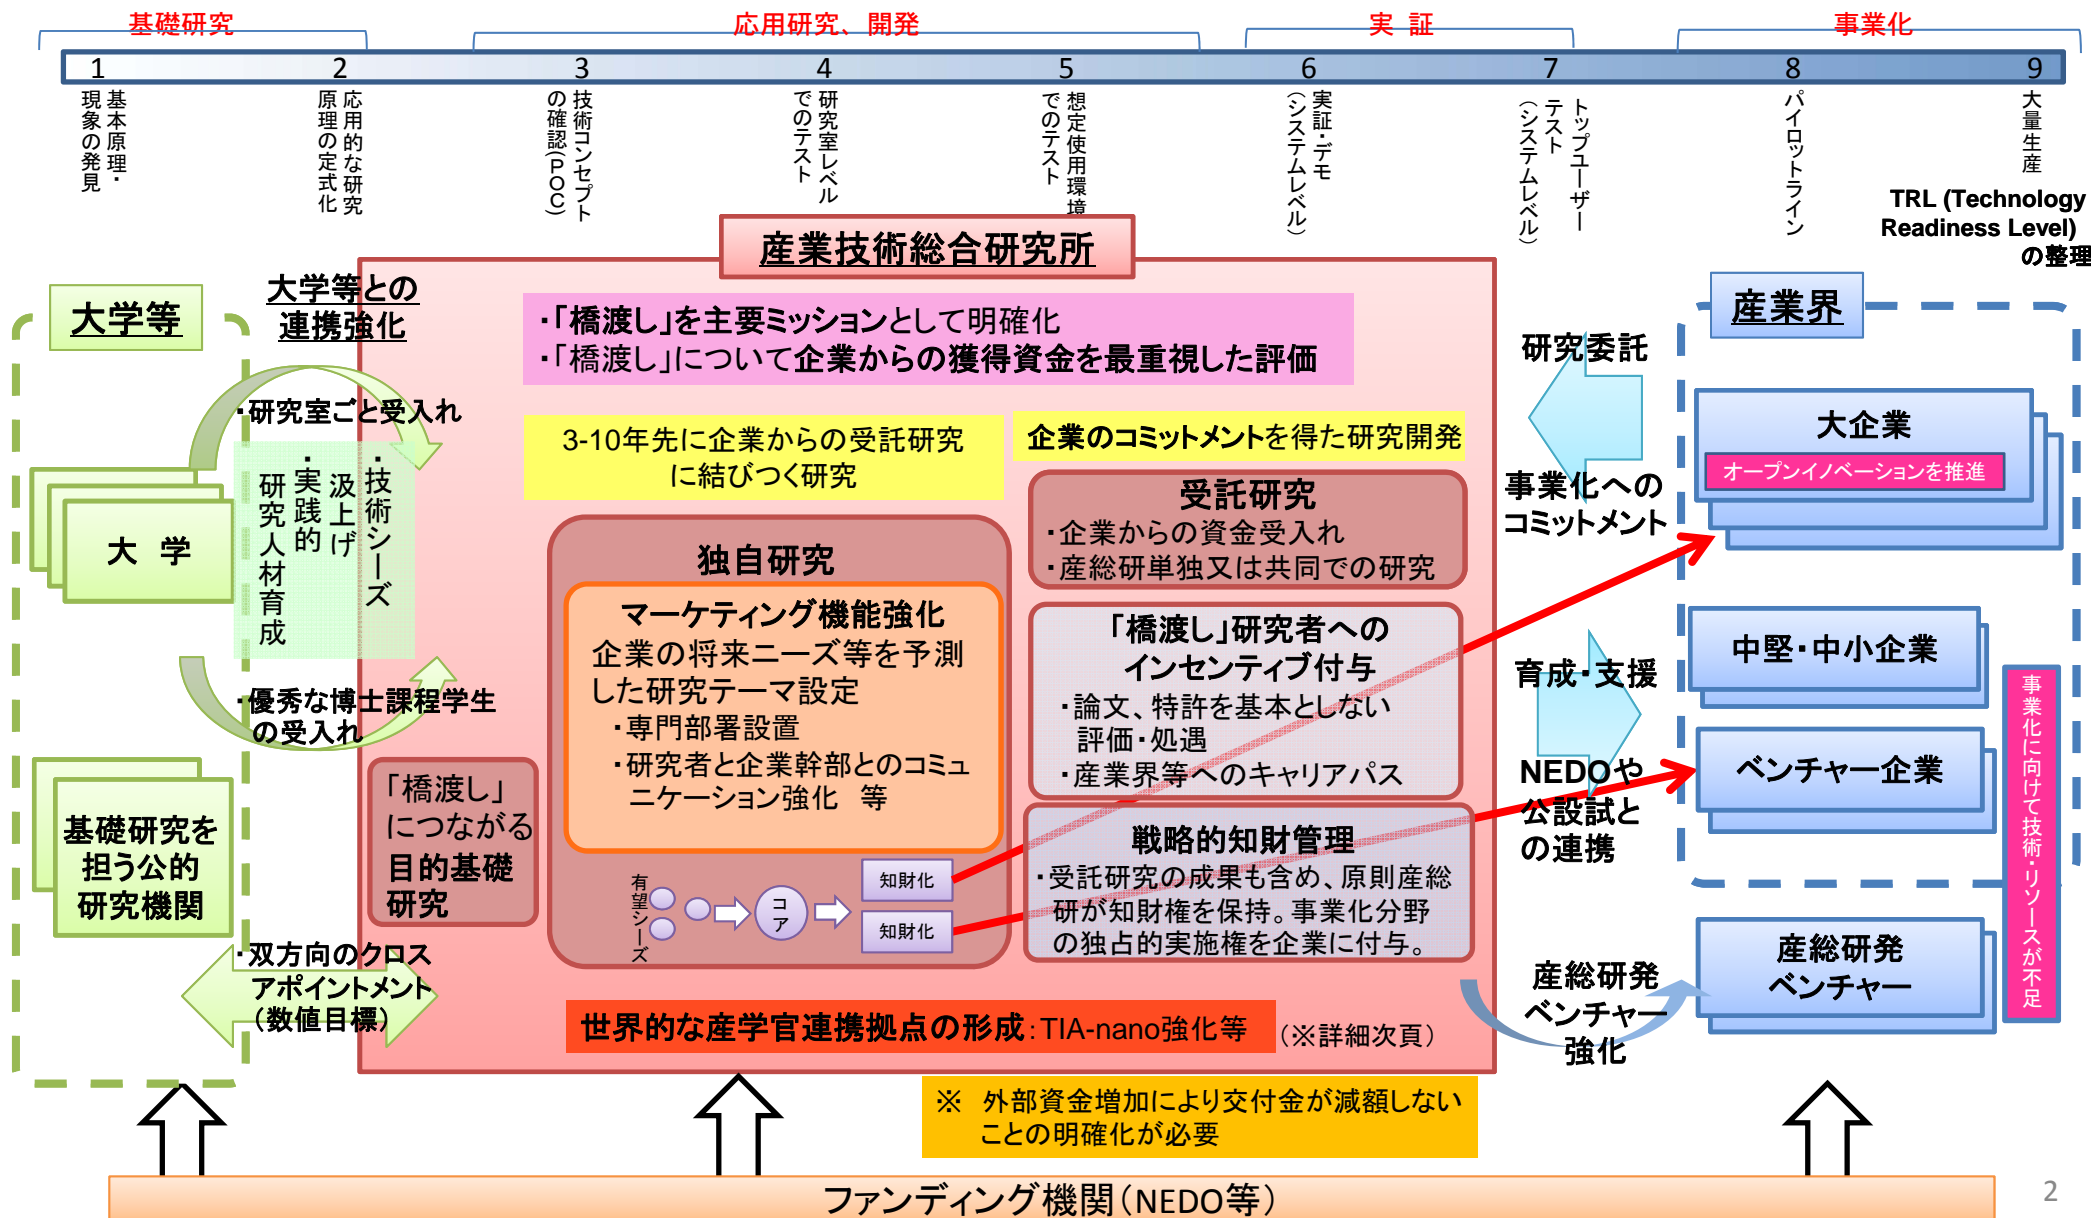 基礎研究
応用研究、開発
実 証
事業化
1
2
3
4
5
6
7
8
9
基本原理・
現象の発見
応用的な研究
原理の定式化
技術コンセプト
の確認(POC)
研究室レベル
でのテスト
想定使用環境
でのテスト
実証・デモ
（システムレベル）
トップユーザー
テスト
（システムレベル）
パイロットライン
大量生産
TRL (Technology
Readiness Level)
の整理
産業技術総合研究所
大学等
大学等との
連携強化
・「橋渡し」を主要ミッションとして明確化
・「橋渡し」について企業からの獲得資金を最重視した評価
産業界
研究委託
・研究室ごと受入れ
3-10年先に企業からの受託研究
に結びつく研究
企業のコミットメントを得た研究開発
大企業
オープンイノベーションを推進
事業化への
コミットメント
・技術シーズ
汲上げ
・実践的
研究人材育成
大 学
受託研究
・企業からの資金受入れ
・産総研単独又は共同での研究
独自研究
マーケティング機能強化
企業の将来ニーズ等を予測
した研究テーマ設定
・専門部署設置
・研究者と企業幹部とのコミュ
ニケーション強化 等
「橋渡し」研究者への
インセンティブ付与
・論文、特許を基本としない
評価・処遇
・産業界等へのキャリアパス
育成・支援
中堅・中小企業
・優秀な博士課程学生
の受入れ
ベンチャー企業
NEDOや
公設試と
の連携
事業化に向けて技術・リソースが不足
「橋渡し」
につながる
目的基礎
研究
基礎研究を
担う公的
研究機関
有望シーズ
コア
知財化
知財化
戦略的知財管理
・受託研究の成果も含め、原則産総
研が知財権を保持。事業化分野
の独占的実施権を企業に付与。
・双方向のクロス
アポイントメント
（数値目標）
産総研発
ベンチャー
産総研発
ベンチャー
強化
世界的な産学官連携拠点の形成：TIA-nano強化等
（※詳細次頁）
※ 外部資金増加により交付金が減額しない
ことの明確化が必要
ファンディング機関（NEDO等）
2